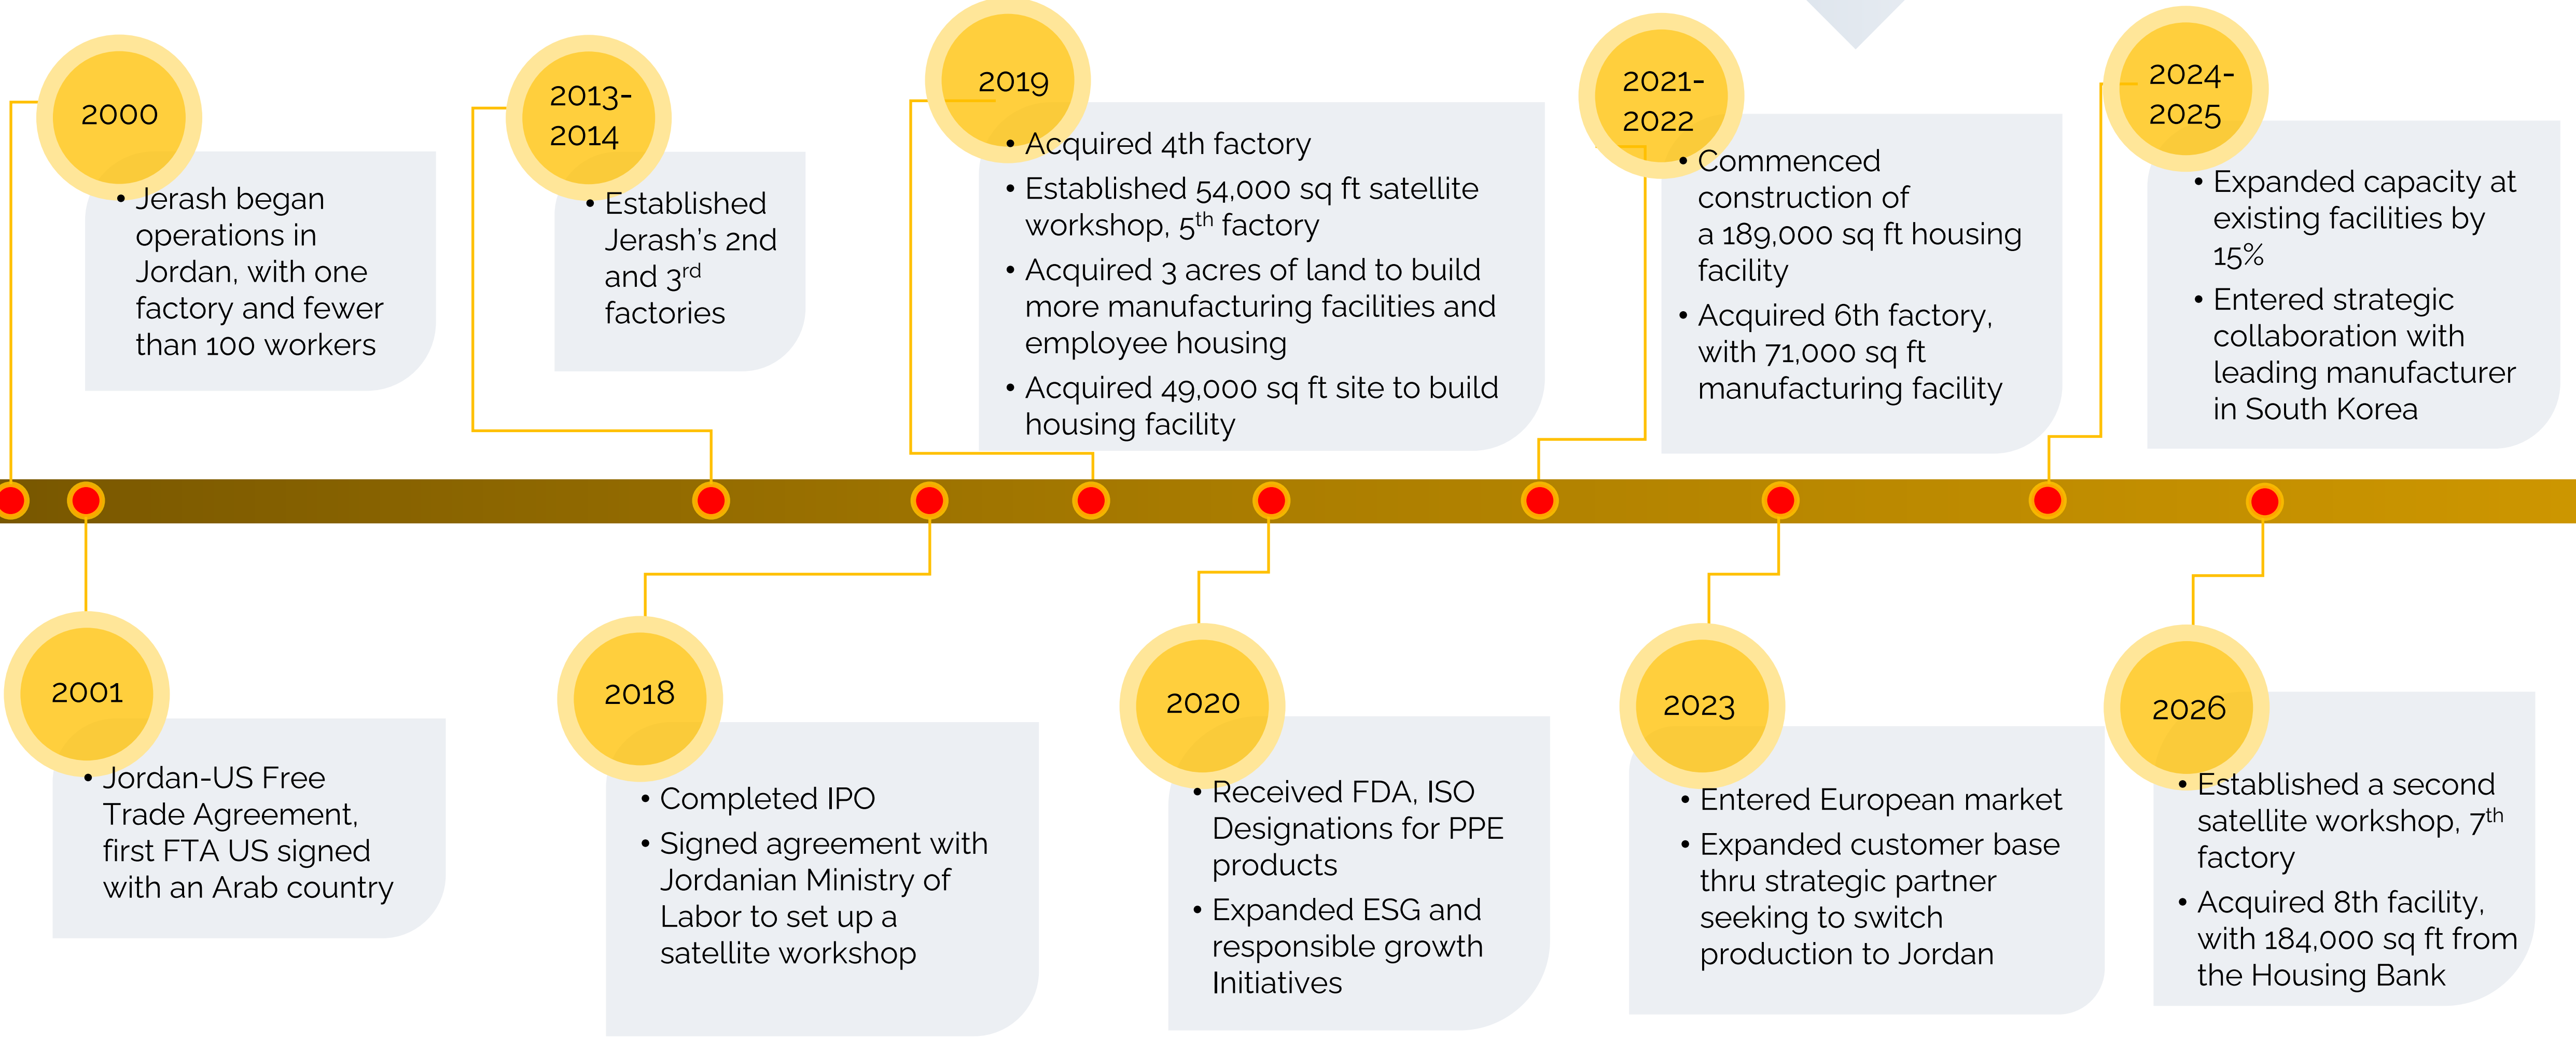 2000
• Jerash began
operations in
Jordan, with one
factory and fewer
than 100 workers
2013-
2014
• Established
Jerash’s 2nd
and 3rd
factories
2019
• Acquired 4th factory
• Established 54,000 sq ft satellite
workshop, 5th factory
• Acquired 3 acres of land to build
more manufacturing facilities and
employee housing
• Acquired 49,000 sq ft site to build
housing facility
2021-
2022
• Commenced
construction of
a 189,000 sq ft housing
facility
• Acquired 6th factory,
with 71,000 sq ft
manufacturing facility
2024-
2025
• Expanded capacity at
existing facilities by
15%
• Entered strategic
collaboration with
leading manufacturer
in South Korea
2001
• Jordan-US Free
Trade Agreement,
first FTA US signed
with an Arab country
2018
• Completed IPO
• Signed agreement with
Jordanian Ministry of
Labor to set up a
satellite workshop
2020
• Received FDA, ISO
Designations for PPE
products
• Expanded ESG and
responsible growth
Initiatives
2023
• Entered European market
• Expanded customer base
thru strategic partner
seeking to switch
production to Jordan
2026
• Established a second
satellite workshop, 7th
factory
• Acquired 8th facility,
with 184,000 sq ft from
the Housing Bank